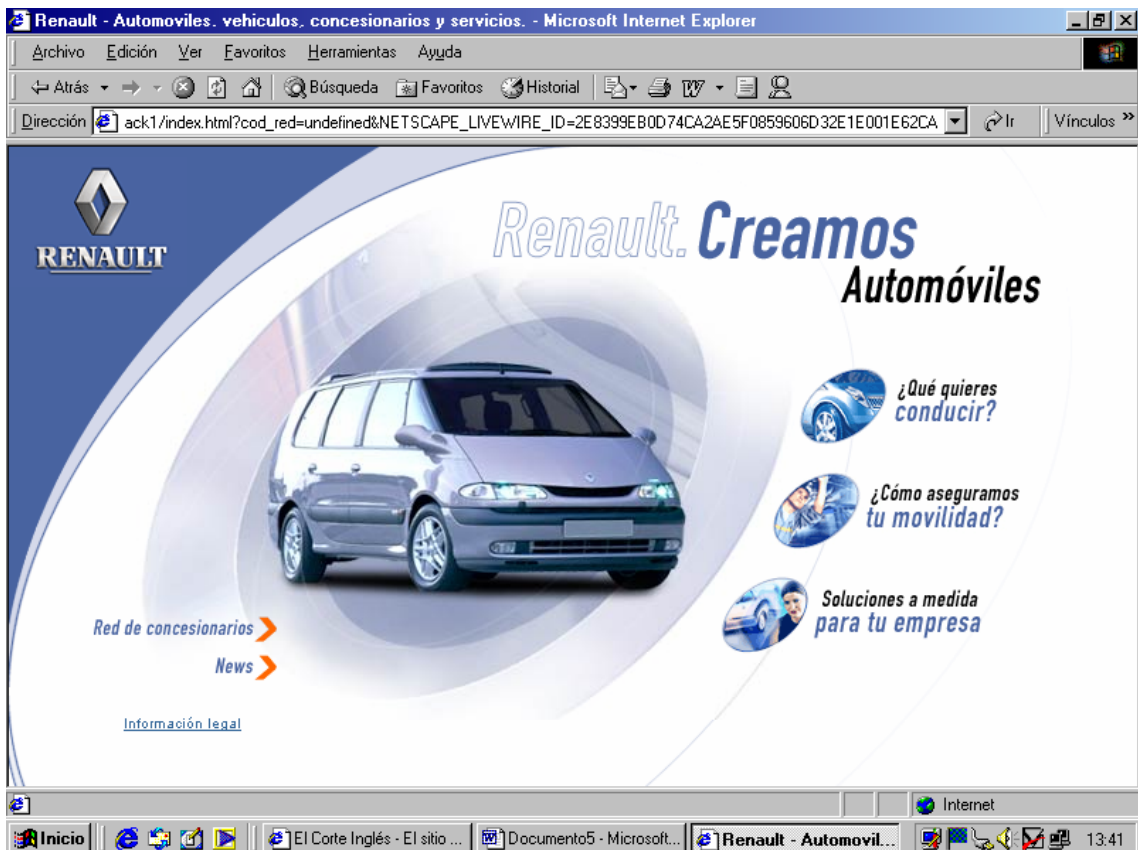 Renault - Automoviles. vehiculos. concesionarios y servicios. - Microsoft Internet Explorer
Archivo Edición Ver Favoritos Herramientas Ayuda
Atrás Búsqueda Favoritos Historial
Dirección ack1/index.html?cod_red=undefined&NETSCAPE_LIVEWIRE_ID=2E8399EB0D74CA2AE5F0859606D32E1E001E62CA Ir Vínculos »
RENAULT
Renault. Creamos
Automóviles
¿Qué quieres
conducir?
¿Cómo aseguramos
tu movilidad?
Soluciones a medida
para tu empresa
Red de concesionarios
News
Información legal
Internet
Inicio El Corte Inglés - El sitio ... Documento5 - Microsoft... Renault - Automovil... 13:41